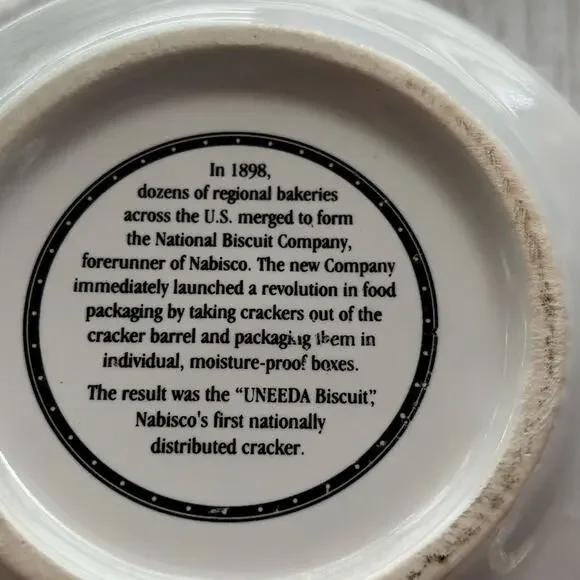 In 1898,
dozens of regional bakeries
across the U.S. merged to form
the National Biscuit Company,
forerunner of Nabisco. The new Company
immediately launched a revolution in food
packaging by taking crackers out of the
cracker barrel and packaging them in
individual, moisture-proof boxes.
The result was the “UNEEDA Biscuit”,
Nabisco's first nationally
distributed cracker.